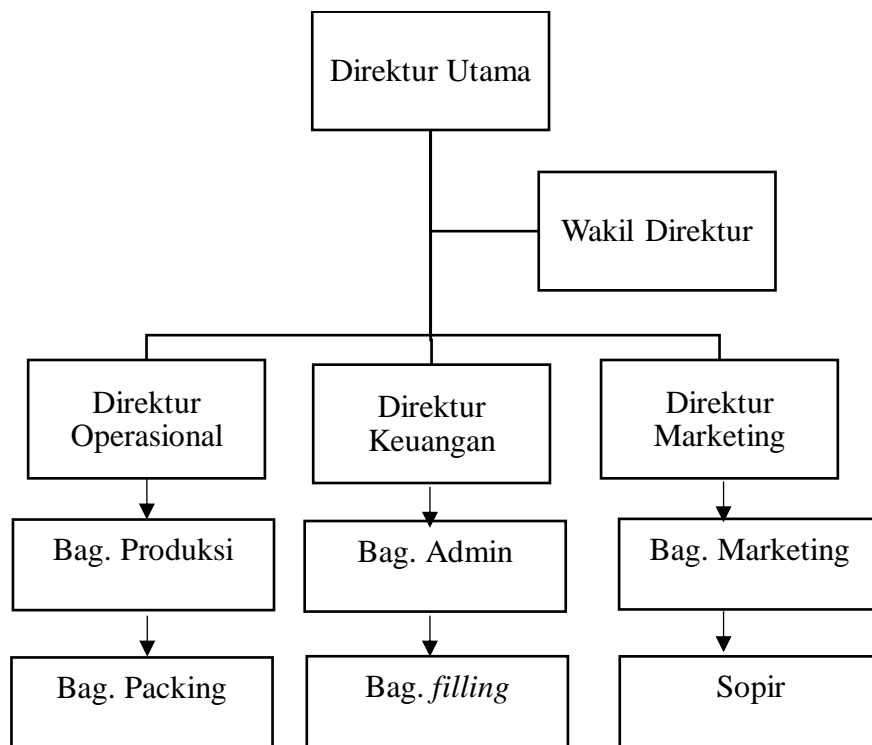 Direktur Utama
Wakil Direktur
Direktur
Operasional
Direktur
Keuangan
Direktur
Marketing
Bag. Produksi
Bag. Admin
Bag. Marketing
Bag. Packing
Bag. filling
Sopir